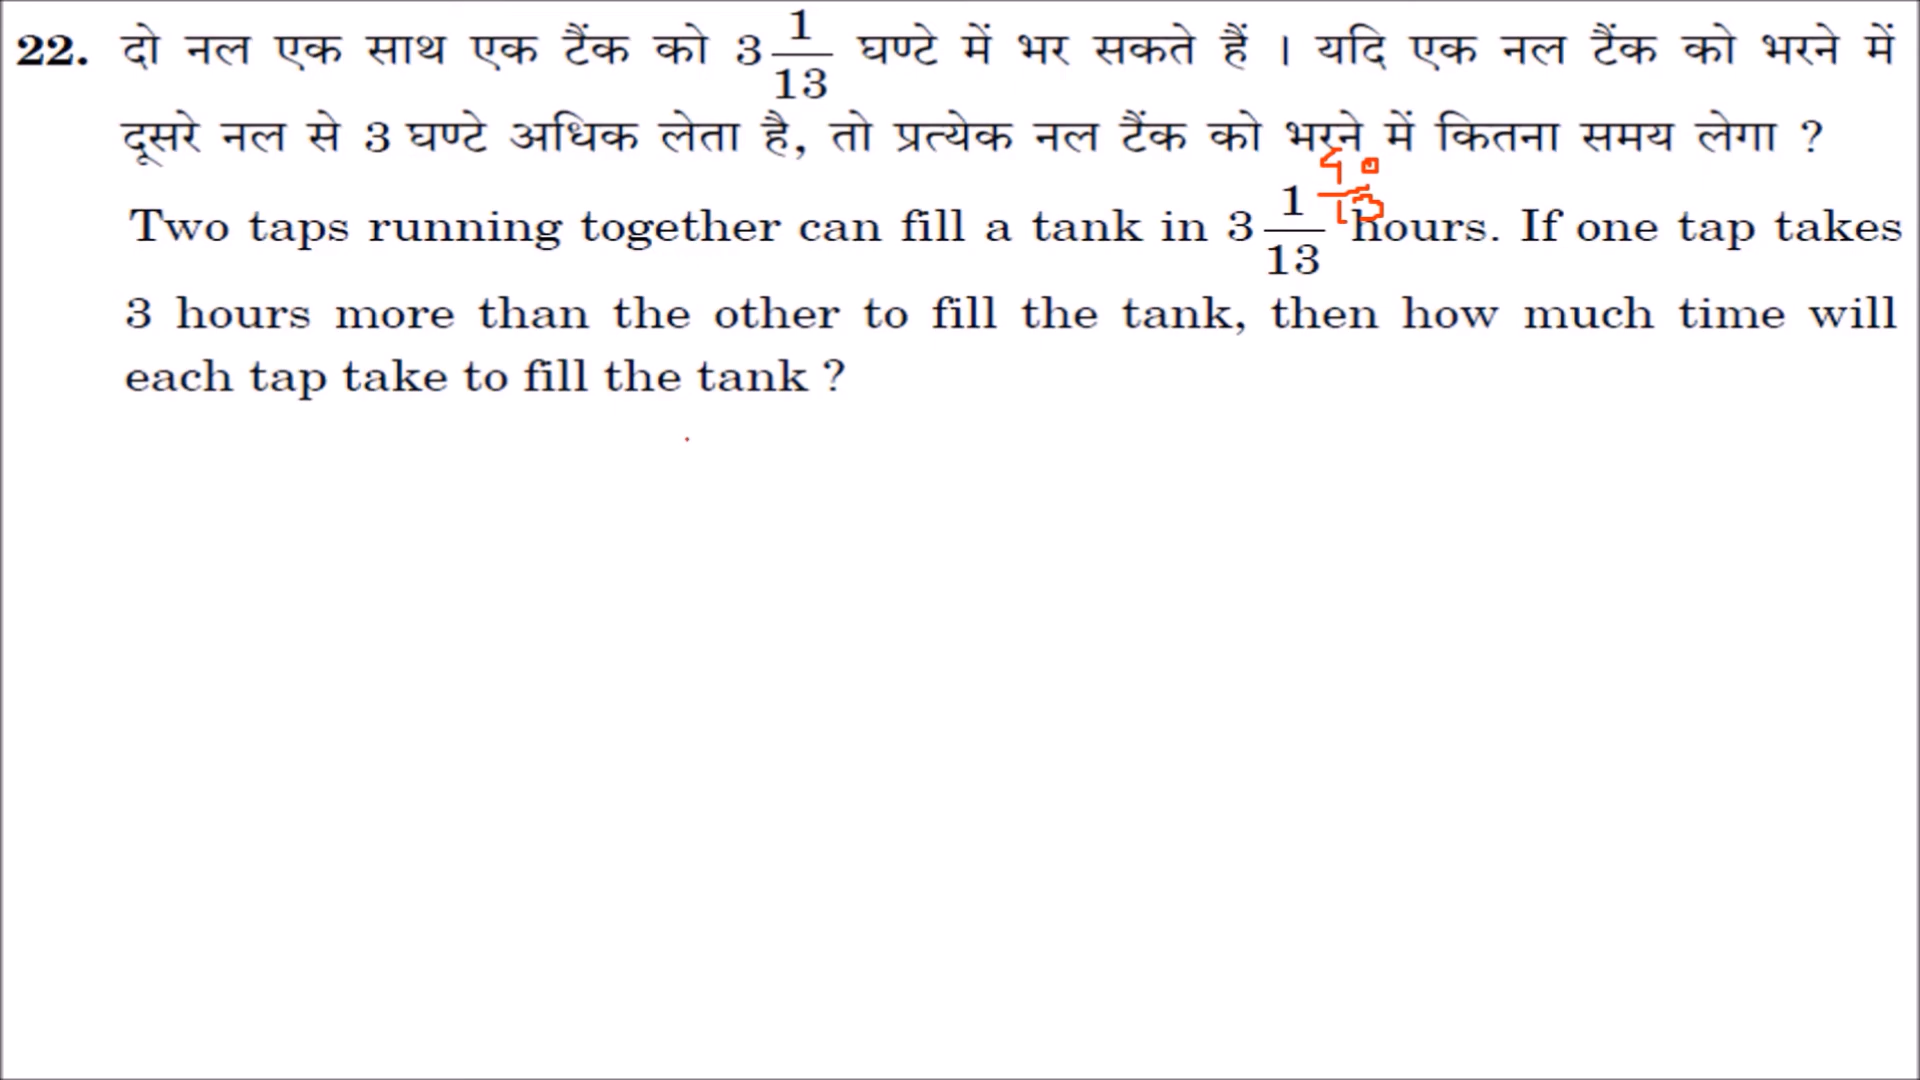 22. दो नल एक साथ एक टैंक को 3 1/13 घण्टे में भर सकते हैं । यदि एक नल टैंक को भरने में
दूसरे नल से 3 घण्टे अधिक लेता है, तो प्रत्येक नल टैंक को भरने में कितना समय लेगा ?
40/13
Two taps running together can fill a tank in 3 1/13 hours. If one tap takes
3 hours more than the other to fill the tank, then how much time will
each tap take to fill the tank ?